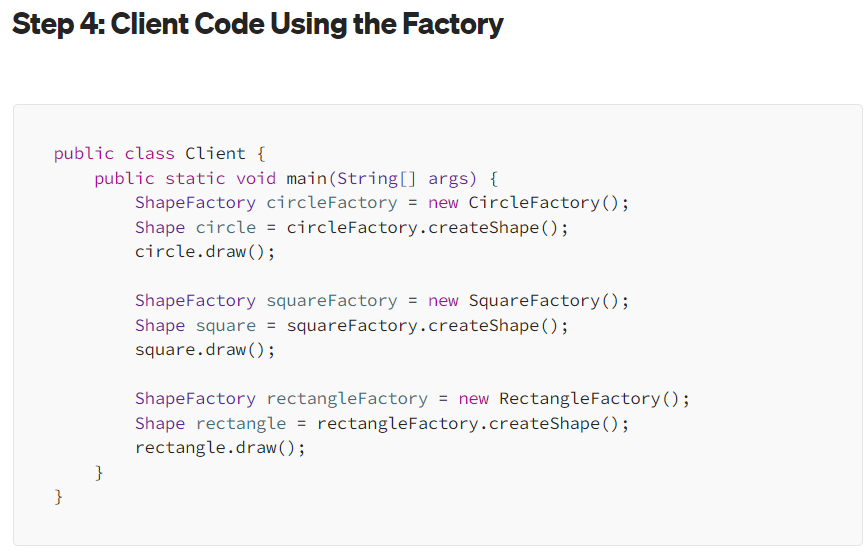 Step 4: Client Code Using the Factory
public class Client {
    public static void main(String[] args) {
        ShapeFactory circleFactory = new CircleFactory();
        Shape circle = circleFactory.createShape();
        circle.draw();

        ShapeFactory squareFactory = new SquareFactory();
        Shape square = squareFactory.createShape();
        square.draw();

        ShapeFactory rectangleFactory = new RectangleFactory();
        Shape rectangle = rectangleFactory.createShape();
        rectangle.draw();
    }
}